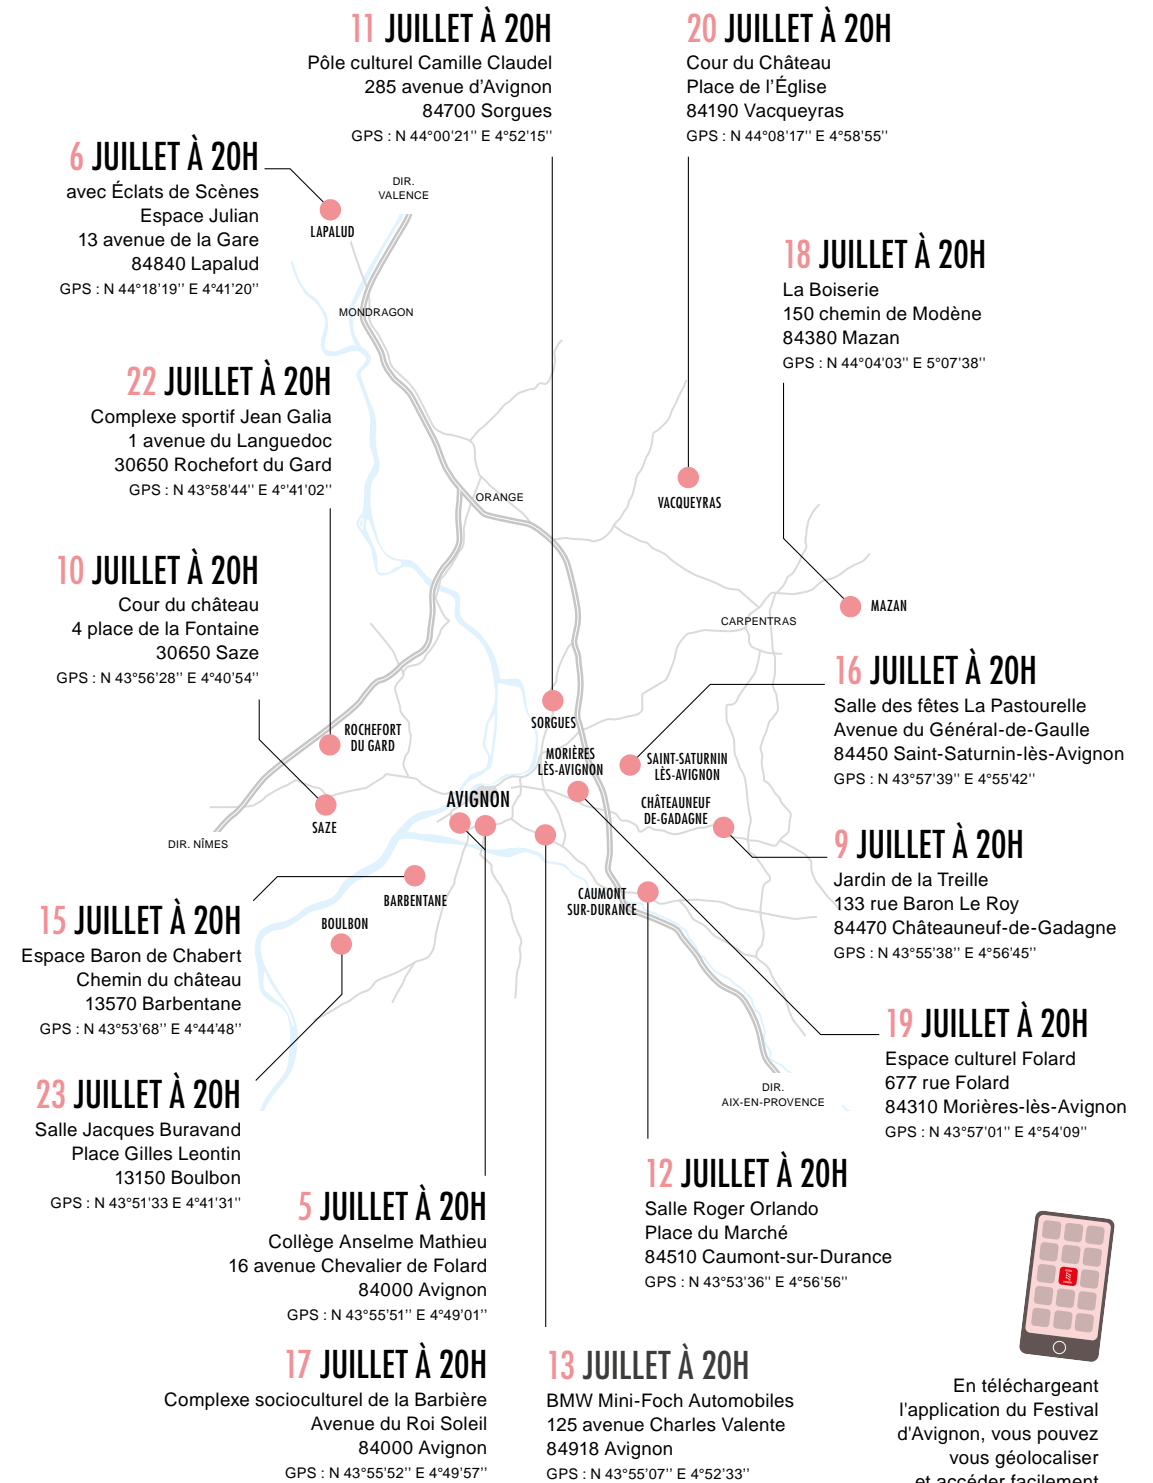 11 JUILLET À 20H
Pôle culturel Camille Claudel
285 avenue d'Avignon
84700 Sorgues
GPS : N 44°00'21'' E 4°52'15''
20 JUILLET À 20H
Cour du Château
Place de l'Église
84190 Vacqueyras
GPS : N 44°08'17'' E 4°58'55''
6 JUILLET À 20H
avec Éclats de Scènes
Espace Julian
13 avenue de la Gare
84840 Lapalud
GPS : N 44°18'19'' E 4°41'20''
DIR.
VALENCE
LAPALUD
MONDRAGON
18 JUILLET À 20H
La Boiserie
150 chemin de Modène
84380 Mazan
GPS : N 44°04'03'' E 5°07'38''
22 JUILLET À 20H
Complexe sportif Jean Galia
1 avenue du Languedoc
30650 Rochefort du Gard
GPS : N 43°58'44'' E 4°'41'02''
ORANGE
VACQUEYRAS
10 JUILLET À 20H
Cour du château
4 place de la Fontaine
30650 Saze
GPS : N 43°56'28'' E 4°40'54''
MAZAN
CARPENTRAS
16 JUILLET À 20H
Salle des fêtes La Pastourelle
Avenue du Général-de-Gaulle
84450 Saint-Saturnin-lès-Avignon
GPS : N 43°57'39'' E 4°55'42''
SORGUES
ROCHEFORT
DU GARD
MORIÈRES
LÈS-AVIGNON
SAINT-SATURNIN
LÈS-AVIGNON
AVIGNON
CHÂTEAUNEUF
DE-GADAGNE
SAZE
DIR. NÎMES
9 JUILLET À 20H
Jardin de la Treille
133 rue Baron Le Roy
84470 Châteauneuf-de-Gadagne
GPS : N 43°55'38'' E 4°56'45''
BARBENTANE
CAUMONT
SUR-DURANCE
BOULBON
15 JUILLET À 20H
Espace Baron de Chabert
Chemin du château
13570 Barbentane
GPS : N 43°53'68'' E 4°44'48''
19 JUILLET À 20H
Espace culturel Folard
677 rue Folard
84310 Morières-lès-Avignon
GPS : N 43°57'01'' E 4°54'09''
DIR.
AIX-EN-PROVENCE
23 JUILLET À 20H
Salle Jacques Buravand
Place Gilles Leontin
13150 Boulbon
GPS : N 43°51'33 E 4°41'31''
12 JUILLET À 20H
Salle Roger Orlando
Place du Marché
84510 Caumont-sur-Durance
GPS : N 43°53'36'' E 4°56'56''
5 JUILLET À 20H
Collège Anselme Mathieu
16 avenue Chevalier de Folard
84000 Avignon
GPS : N 43°55'51'' E 4°49'01''
17 JUILLET À 20H
Complexe socioculturel de la Barbière
Avenue du Roi Soleil
84000 Avignon
GPS : N 43°55'52'' E 4°49'57''
13 JUILLET À 20H
BMW Mini-Foch Automobiles
125 avenue Charles Valente
84918 Avignon
GPS : N 43°55'07'' E 4°52'33''
En téléchargeant
l'application du Festival
d'Avignon, vous pouvez
vous géolocaliser
et accéder facilement